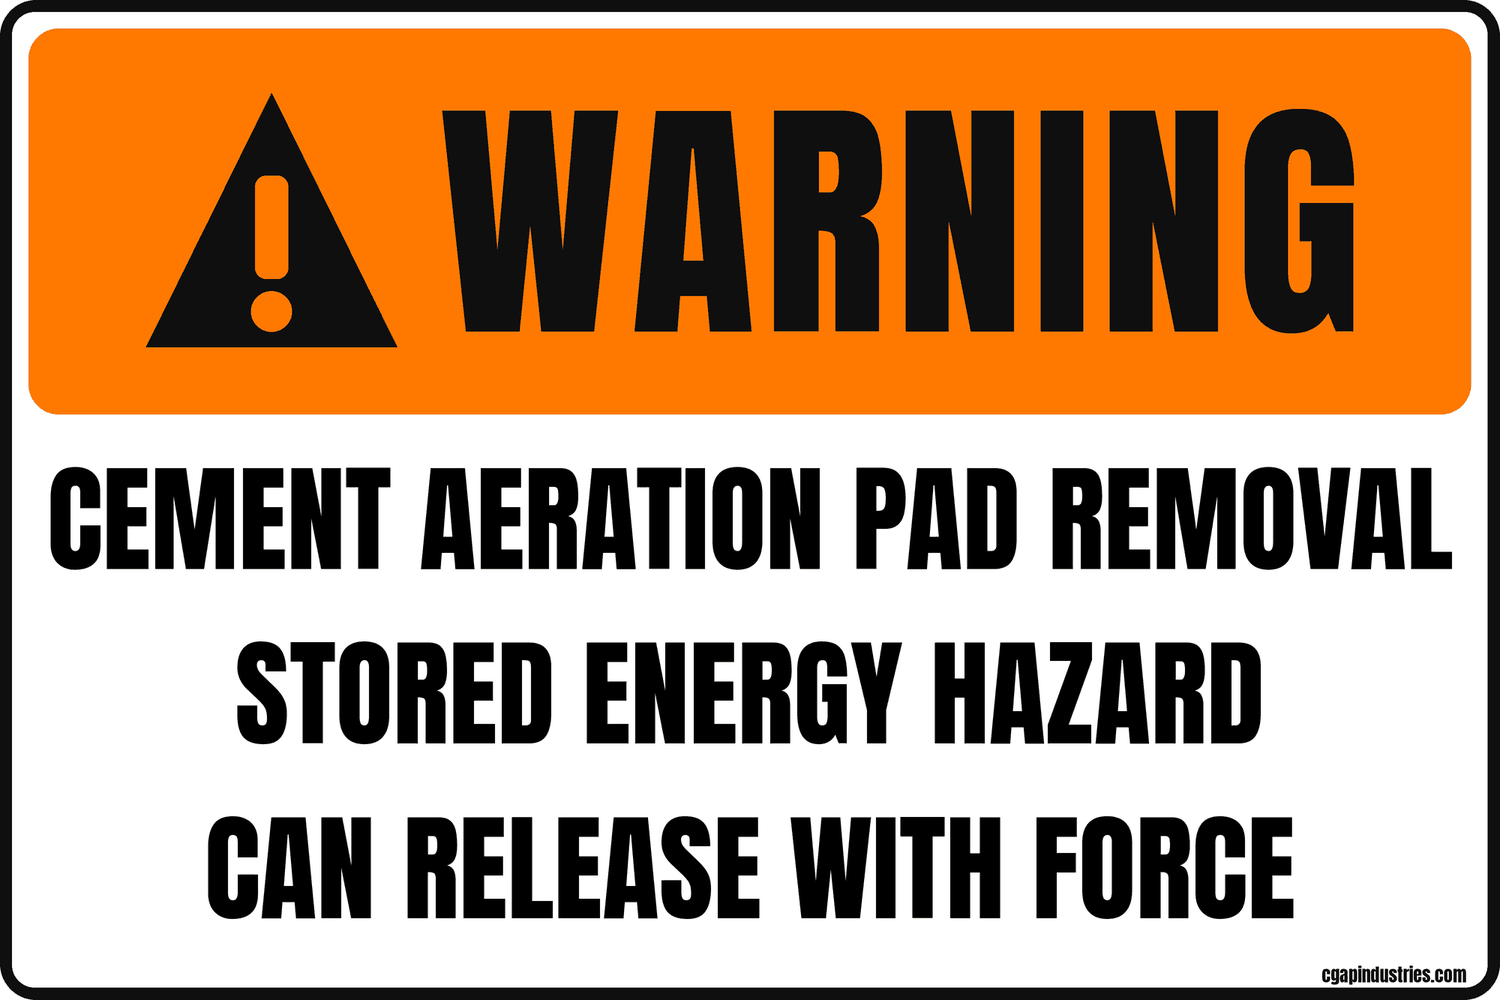 WARNING
CEMENT AERATION PAD REMOVAL
STORED ENERGY HAZARD
CAN RELEASE WITH FORCE
cgapindustries.com